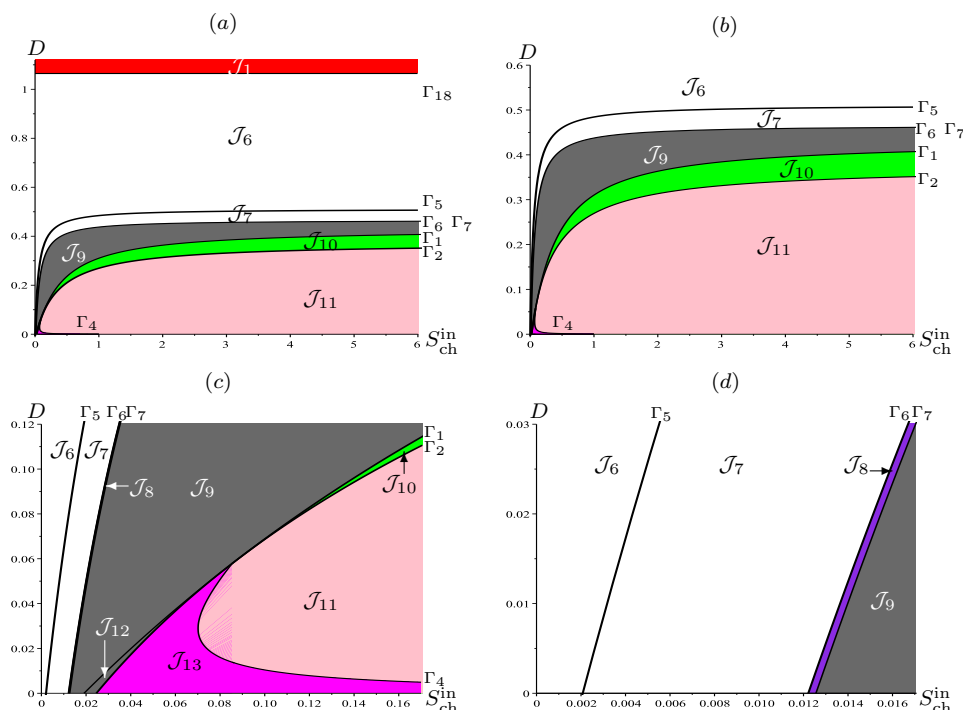 (a)
D
1
0.8
0.6
0.4
0.2
0
0 1 2 3 4 5 6
S_ch^in
𝒥1
Γ18
𝒥6
Γ5
𝒥7
Γ6 Γ7
𝒥9
Γ1
𝒥10
Γ2
𝒥11
Γ4
(b)
D
0.6
0.5
0.4
0.3
0.2
0.1
0
0 1 2 3 4 5 6
S_ch^in
𝒥6
Γ5
𝒥7
Γ6 Γ7
𝒥9
Γ1
𝒥10
Γ2
𝒥11
Γ4
(c)
D
0.12
0.10
0.08
0.06
0.04
0.02
0
0 0.02 0.04 0.06 0.08 0.10 0.12 0.14 0.16
S_ch^in
Γ5 Γ6 Γ7
𝒥6 𝒥7
Γ1
Γ2
𝒥8 𝒥9
𝒥10
𝒥11
𝒥12
𝒥13
Γ4
(d)
D
0.03
0.02
0.01
0
0 0.002 0.004 0.006 0.008 0.010 0.012 0.014 0.016
S_ch^in
Γ5
Γ6 Γ7
𝒥6 𝒥7 𝒥8
𝒥9